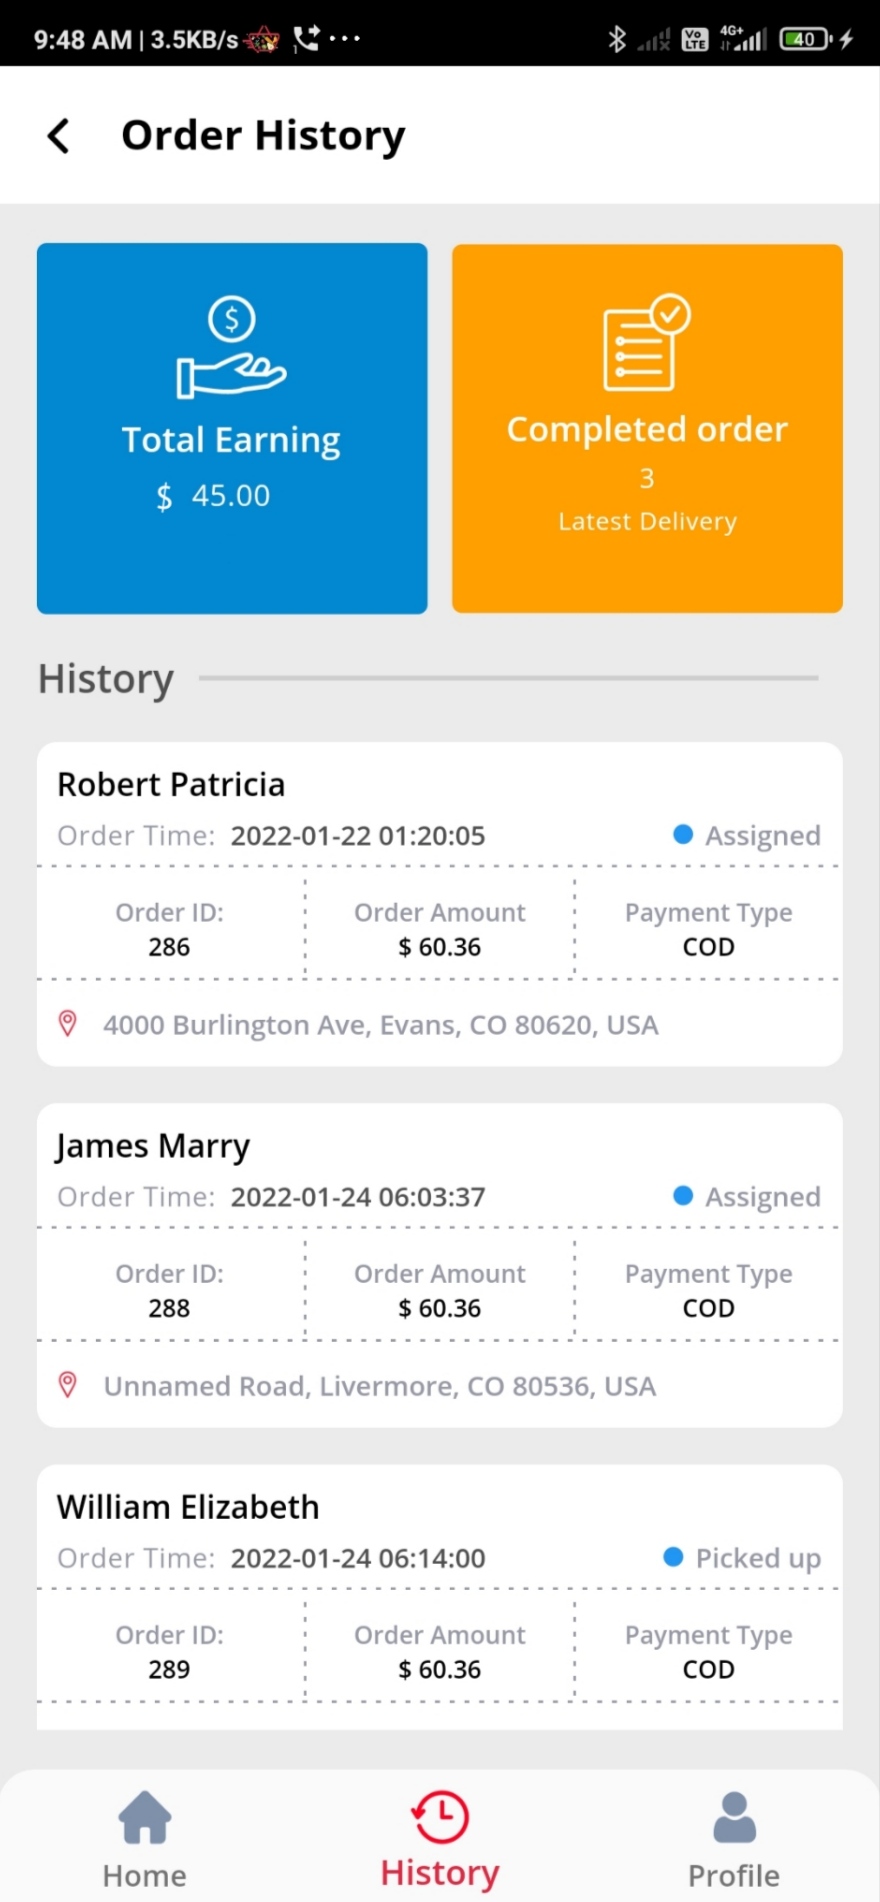 9:48 AM | 3.5KB/s ...
Vo LTE 4G+ 40
Order History
$
Total Earning
$ 45.00
Completed order
3
Latest Delivery
History
Robert Patricia
Order Time: 2022-01-22 01:20:05 Assigned
Order ID: Order Amount Payment Type
286 $ 60.36 COD
4000 Burlington Ave, Evans, CO 80620, USA
James Marry
Order Time: 2022-01-24 06:03:37 Assigned
Order ID: Order Amount Payment Type
288 $ 60.36 COD
Unnamed Road, Livermore, CO 80536, USA
William Elizabeth
Order Time: 2022-01-24 06:14:00 Picked up
Order ID: Order Amount Payment Type
289 $ 60.36 COD
Home History Profile